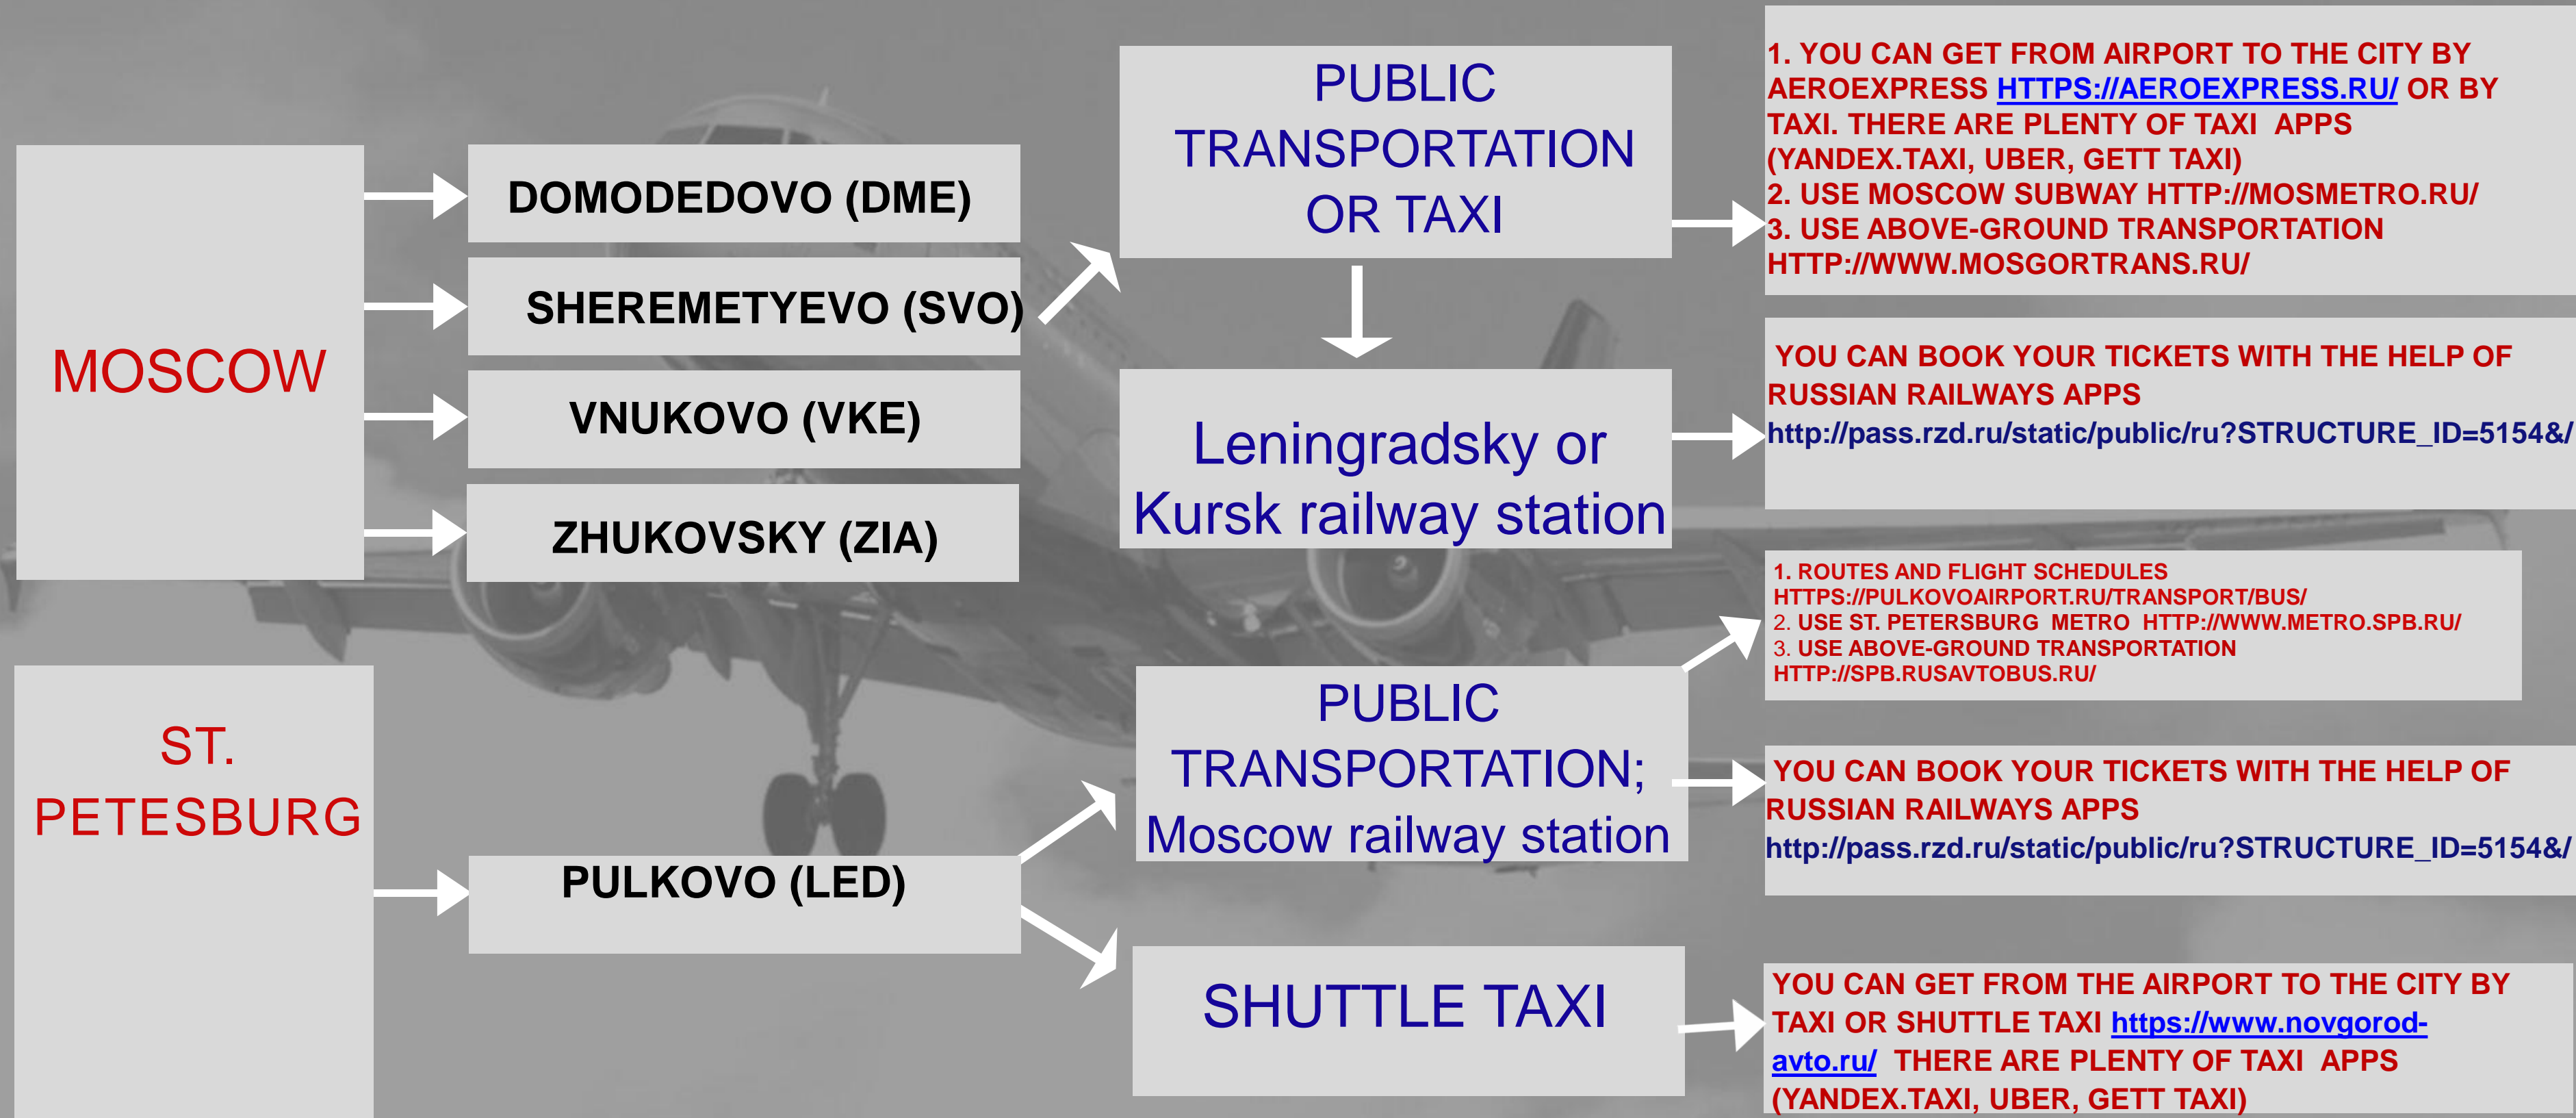 MOSCOW
DOMODEDOVO (DME)
SHEREMETYEVO (SVO)
VNUKOVO (VKE)
ZHUKOVSKY (ZIA)
PUBLIC
TRANSPORTATION
OR TAXI
Leningradsky or
Kursk railway station
1. YOU CAN GET FROM AIRPORT TO THE CITY BY
AEROEXPRESS HTTPS://AEROEXPRESS.RU/ OR BY
TAXI. THERE ARE PLENTY OF TAXI APPS
(YANDEX.TAXI, UBER, GETT TAXI)
2. USE MOSCOW SUBWAY HTTP://MOSMETRO.RU/
3. USE ABOVE-GROUND TRANSPORTATION
HTTP://WWW.MOSGORTRANS.RU/
YOU CAN BOOK YOUR TICKETS WITH THE HELP OF
RUSSIAN RAILWAYS APPS
http://pass.rzd.ru/static/public/ru?STRUCTURE_ID=5154&/
ST.
PETESBURG
PULKOVO (LED)
PUBLIC
TRANSPORTATION;
Moscow railway station
SHUTTLE TAXI
1. ROUTES AND FLIGHT SCHEDULES
HTTPS://PULKOVOAIRPORT.RU/TRANSPORT/BUS/
2. USE ST. PETERSBURG METRO HTTP://WWW.METRO.SPB.RU/
3. USE ABOVE-GROUND TRANSPORTATION
HTTP://SPB.RUSAVTOBUS.RU/
YOU CAN BOOK YOUR TICKETS WITH THE HELP OF
RUSSIAN RAILWAYS APPS
http://pass.rzd.ru/static/public/ru?STRUCTURE_ID=5154&/
YOU CAN GET FROM THE AIRPORT TO THE CITY BY
TAXI OR SHUTTLE TAXI https://www.novgorod-
avto.ru/ THERE ARE PLENTY OF TAXI APPS
(YANDEX.TAXI, UBER, GETT TAXI)